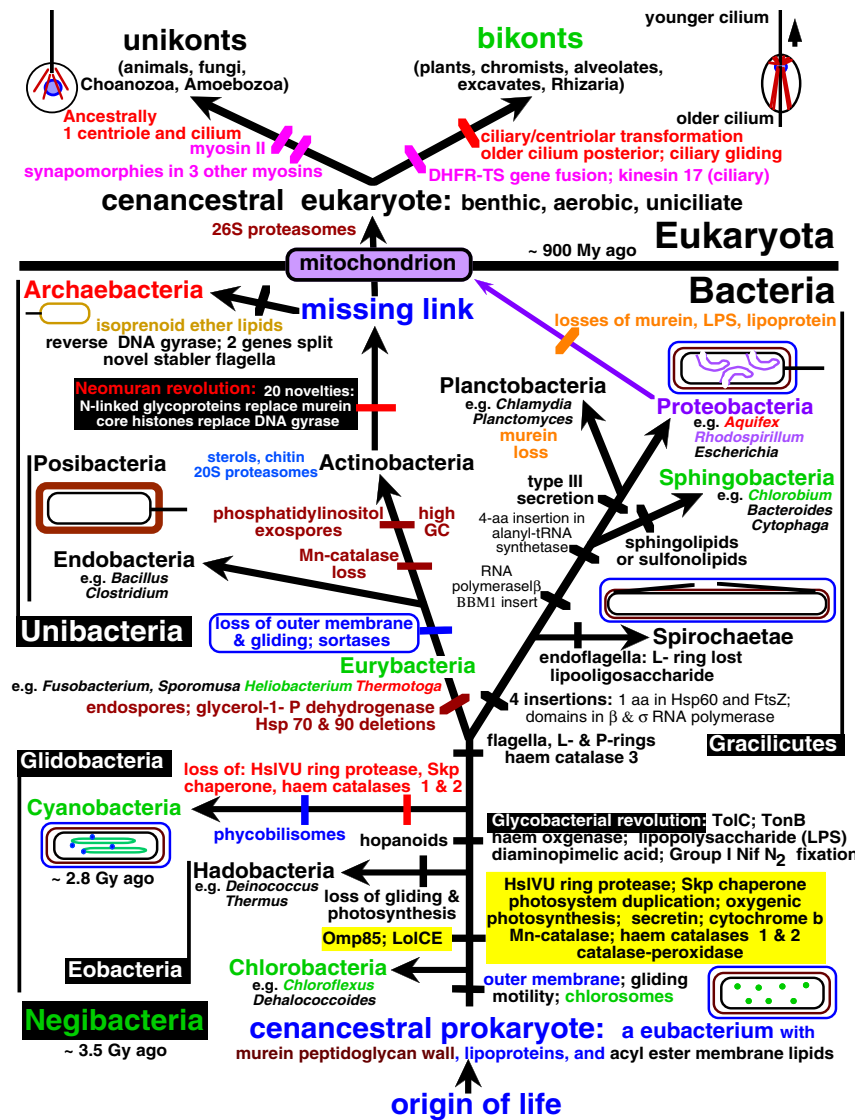 younger cilium
unikonts
bikonts
(animals, fungi,
Choanozoa, Amoebozoa)
(plants, chromists, alveolates,
excavates, Rhizaria)
older cilium
Ancestrally
1 centriole and cilium
myosin II
synapomorphies in 3 other myosins
ciliary/centriolar transformation
older cilium posterior; ciliary gliding
DHFR-TS gene fusion; kinesin 17 (ciliary)
cenancestral eukaryote: benthic, aerobic, uniciliate
26S proteasomes
~ 900 My ago
Eukaryota
mitochondrion
Bacteria
Archaebacteria
missing link
isoprenoid ether lipids
reverse DNA gyrase; 2 genes split
novel stabler flagella
losses of murein, LPS, lipoprotein
Neomuran revolution: 20 novelties:
N-linked glycoproteins replace murein
core histones replace DNA gyrase
Planctobacteria
e.g. Chlamydia
Planctomyces
murein
loss
Proteobacteria
e.g. Aquifex
Rhodospirillum
Escherichia
Posibacteria
sterols, chitin
20S proteasomes
Actinobacteria
Sphingobacteria
e.g. Chlorobium
Bacteroides
Cytophaga
type III
secretion
phosphatidylinositol
exospores
high
GC
4-aa insertion in
alanyl-tRNA
synthetase
sphingolipids
or sulfonolipids
Endobacteria
e.g. Bacillus
Clostridium
Mn-catalase
loss
RNA
polymeraseβ
BBM1 insert
Unibacteria
loss of outer membrane
& gliding; sortases
Spirochaetae
endoflagella: L- ring lost
lipooligosaccharide
Eurybacteria
e.g. Fusobacterium, Sporomusa Heliobacterium Thermotoga
endospores; glycerol-1- P dehydrogenase
Hsp 70 & 90 deletions
4 insertions: 1 aa in Hsp60 and FtsZ;
domains in β & σ RNA polymerase
Gracilicutes
flagella, L- & P-rings
haem catalase 3
Glidobacteria
loss of: HslVU ring protease, Skp
chaperone, haem catalases 1 & 2
Cyanobacteria
phycobilisomes
~ 2.8 Gy ago
hopanoids
Glycobacterial revolution: TolC; TonB
haem oxgenase; lipopolysaccharide (LPS)
diaminopimelic acid; Group I Nif N2 fixation
Hadobacteria
e.g. Deinococcus
Thermus
loss of gliding &
photosynthesis
HslVU ring protease; Skp chaperone
photosystem duplication; oxygenic
photosynthesis; secretin; cytochrome b
Mn-catalase; haem catalases 1 & 2
catalase-peroxidase
Omp85; LolCE
Eobacteria
Chlorobacteria
e.g. Chloroflexus
Dehalococcoides
outer membrane; gliding
motility; chlorosomes
Negibacteria
~ 3.5 Gy ago
cenancestral prokaryote: a eubacterium with
murein peptidoglycan wall, lipoproteins, and acyl ester membrane lipids
origin of life